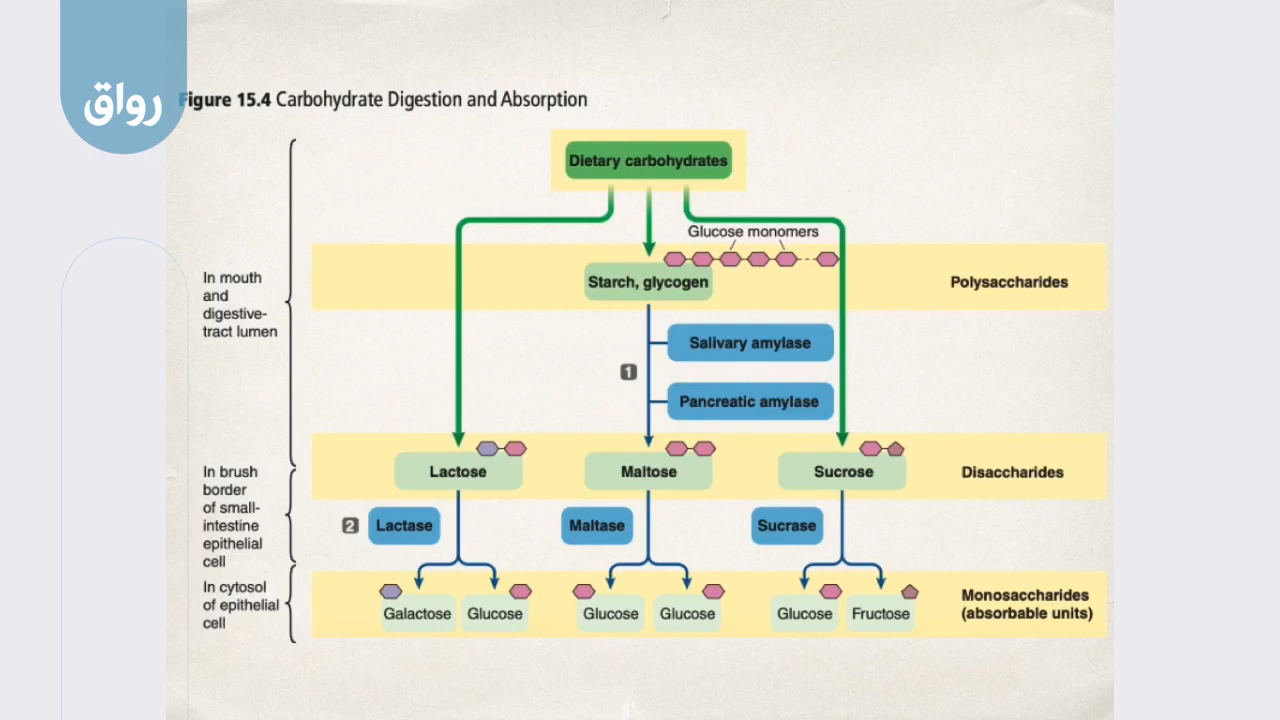 رواق
Figure 15.4 Carbohydrate Digestion and Absorption
Dietary carbohydrates
Glucose monomers
In mouth
and
digestive-
tract lumen
Starch, glycogen
Polysaccharides
Salivary amylase
1
Pancreatic amylase
In brush
border
of small-
intestine
epithelial
cell
Lactose
Maltose
Sucrose
Disaccharides
2
Lactase
Maltase
Sucrase
In cytosol
of epithelial
cell
Galactose
Glucose
Glucose
Glucose
Glucose
Fructose
Monosaccharides
(absorbable units)